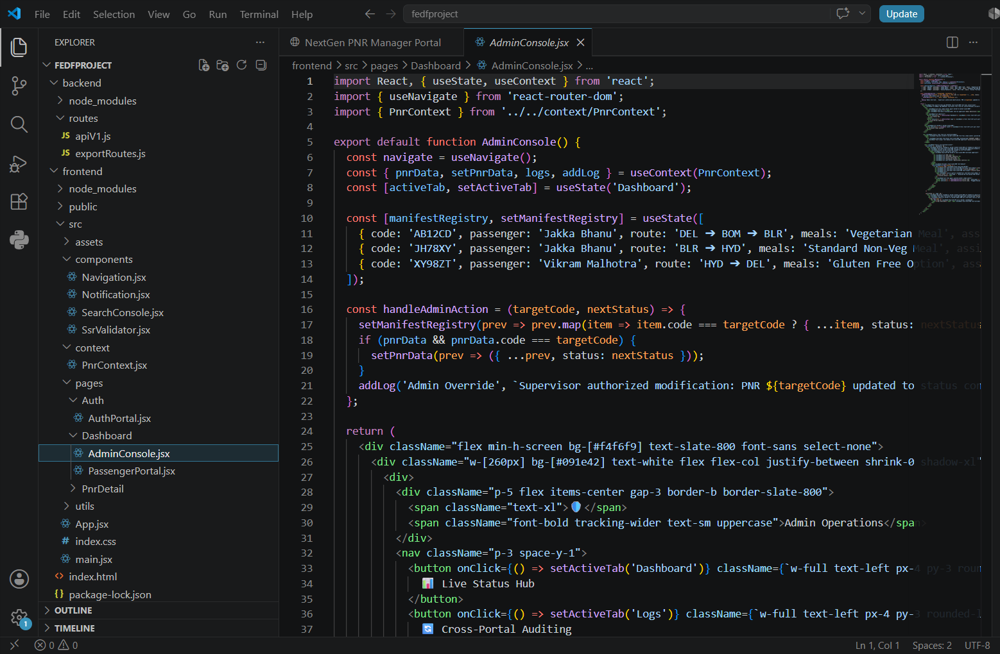 File Edit Selection View Go Run Terminal Help
fedfproject
Update
EXPLORER
FEDFPROJECT
backend
node_modules
routes
JS apiV1.js
JS exportRoutes.js
frontend
node_modules
public
src
assets
components
Navigation.jsx
Notification.jsx
SearchConsole.jsx
SsrValidator.jsx
context
PnrContext.jsx
pages
Auth
AuthPortal.jsx
Dashboard
AdminConsole.jsx
PassengerPortal.jsx
PnrDetail
utils
App.jsx
# index.css
main.jsx
<> index.html
{} package-lock.json
OUTLINE
TIMELINE
1
NextGen PNR Manager Portal
AdminConsole.jsx
frontend > src > pages > Dashboard > AdminConsole.jsx > ...
1 import React, { useState, useContext } from 'react';
2 import { useNavigate } from 'react-router-dom';
3 import { PnrContext } from '../../context/PnrContext';
4
5 export default function AdminConsole() {
6 const navigate = useNavigate();
7 const { pnrData, setPnrData, logs, addLog } = useContext(PnrContext);
8 const [activeTab, setActiveTab] = useState('Dashboard');
9
10 const [manifestRegistry, setManifestRegistry] = useState([
11 { code: 'AB12CD', passenger: 'Jakka Bhanu', route: 'DEL ➔ BOM ➔ BLR', meals: 'Vegetarian Meal', ass
12 { code: 'JH78XY', passenger: 'Jakka Bhanu', route: 'BLR ➔ HYD', meals: 'Standard Non-Veg Meal', assi
13 { code: 'XY98ZT', passenger: 'Vikram Malhotra', route: 'HYD ➔ DEL', meals: 'Gluten Free Option', ass
14 ]);
15
16 const handleAdminAction = (targetCode, nextStatus) => {
17 setManifestRegistry(prev => prev.map(item => item.code === targetCode ? { ...item, status: nextStatus
18 if (pnrData && pnrData.code === targetCode) {
19 setPnrData(prev => ({ ...prev, status: nextStatus }));
20 }
21 addLog('Admin Override', `Supervisor authorized modification: PNR ${targetCode} updated to status con
22 };
23
24 return (
25 <div className="flex min-h-screen bg-[#f4f6f9] text-slate-800 font-sans select-none">
26 <div className="w-[260px] bg-[#091e42] text-white flex flex-col justify-between shrink-0 shadow-xl"
27 <div>
28 <div className="p-5 flex items-center gap-3 border-b border-slate-800">
29 <span className="text-xl">🛡️</span>
30 <span className="font-bold tracking-wider text-sm uppercase">Admin Operations</span>
31 </div>
32 <nav className="p-3 space-y-1">
33 <button onClick={() => setActiveTab('Dashboard')} className={`w-full text-left px-4 py-3 roun
34 📊 Live Status Hub
35 </button>
36 <button onClick={() => setActiveTab('Logs')} className={`w-full text-left px-4 py-3 rounded-l
37 🔄 Cross-Portal Auditing
0 0
Ln 1, Col 1 Spaces: 2 UTF-8